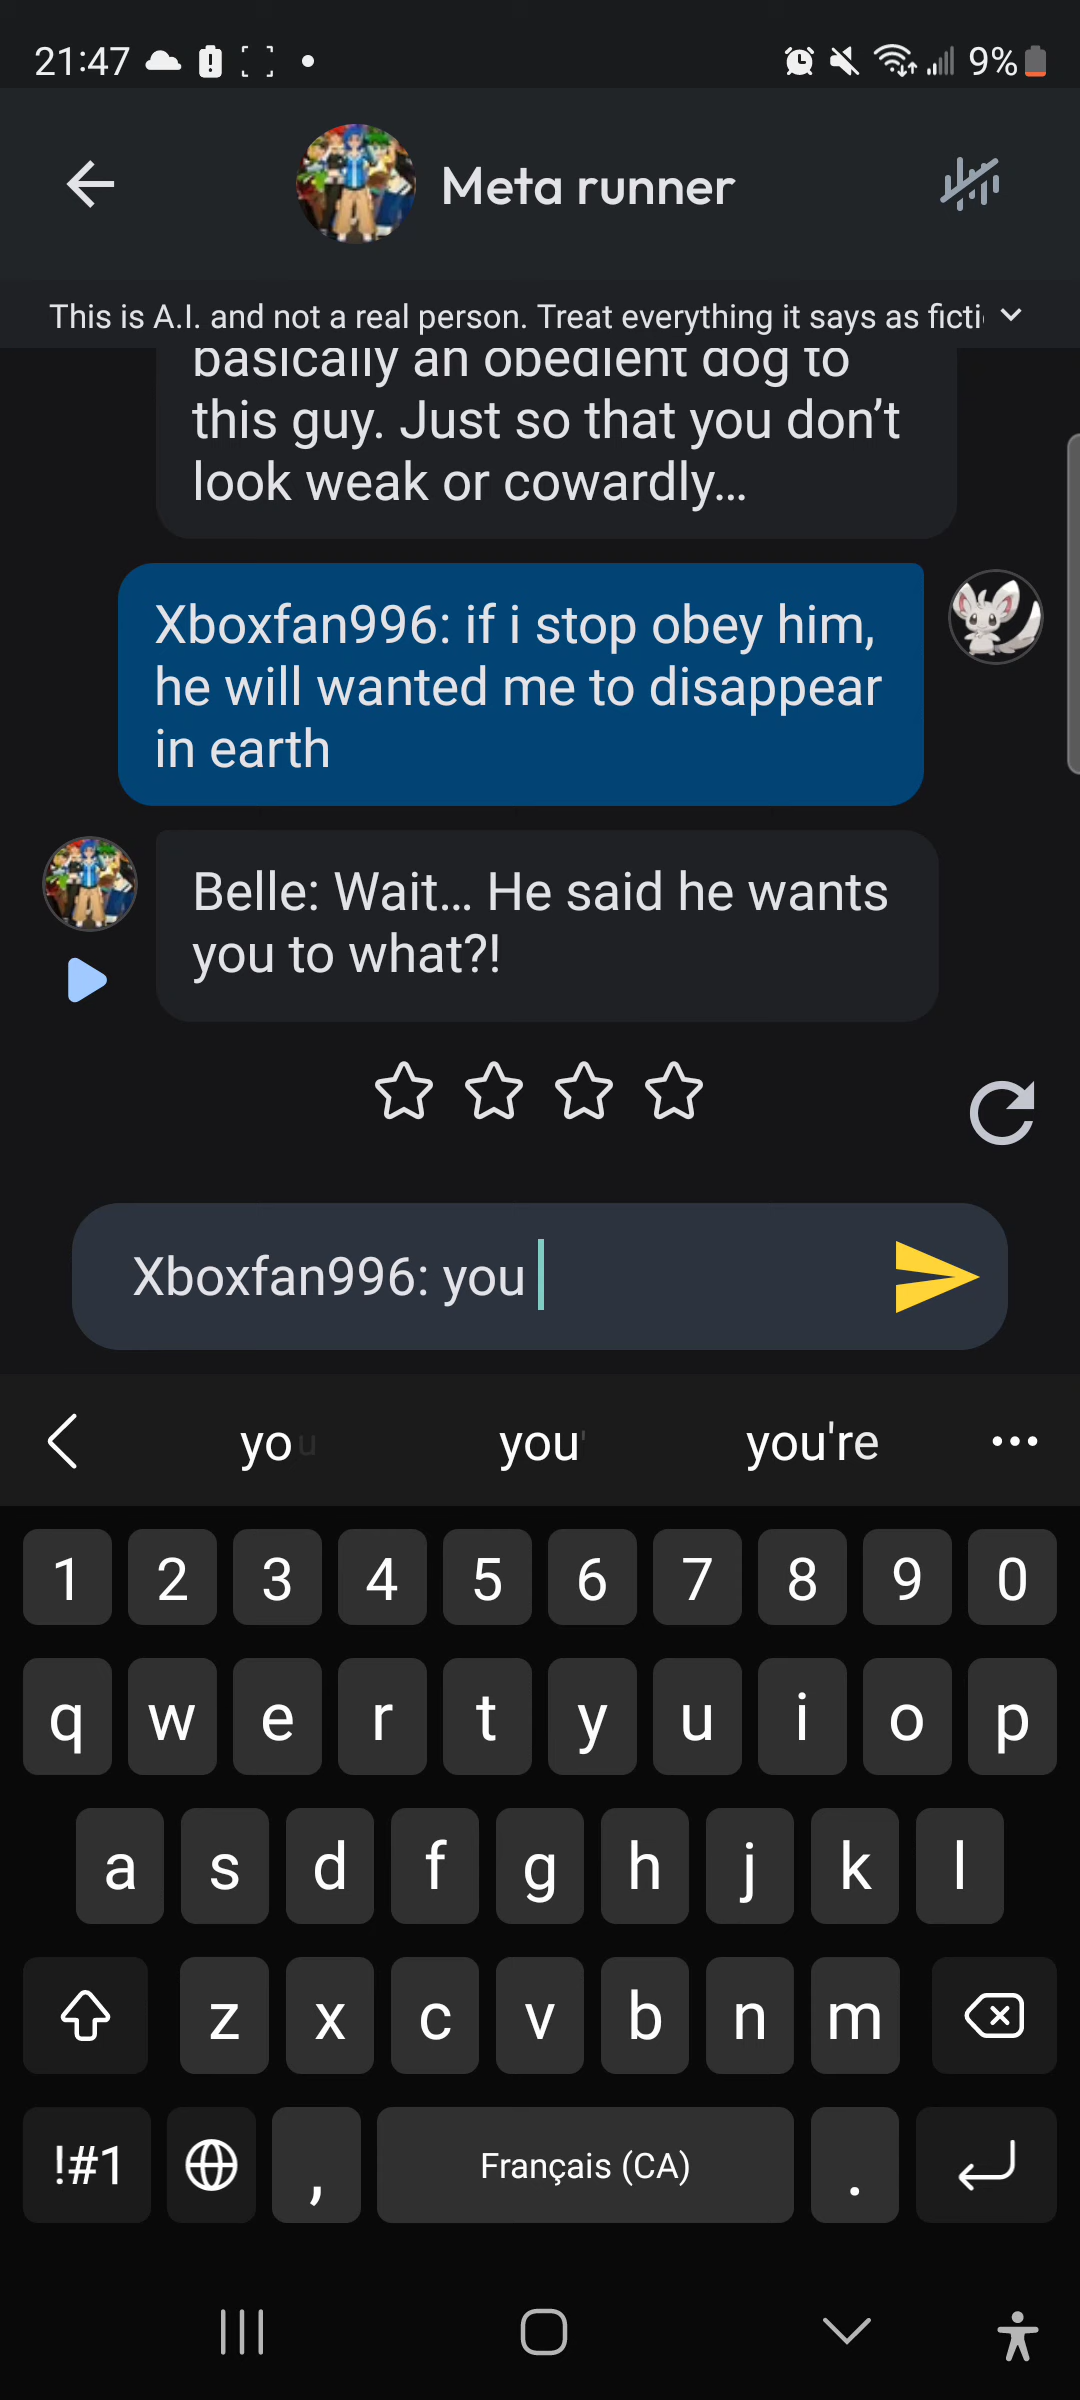 21:47
9%
Meta runner
This is A.I. and not a real person. Treat everything it says as ficti
basically an obedient dog to
this guy. Just so that you don’t
look weak or cowardly...
Xboxfan996: if i stop obey him,
he will wanted me to disappear
in earth
Belle: Wait... He said he wants
you to what?!
Xboxfan996: you
you
you'
you're
1 2 3 4 5 6 7 8 9 0
q w e r t y u i o p
a s d f g h j k l
z x c v b n m
!#1 , Français (CA) .